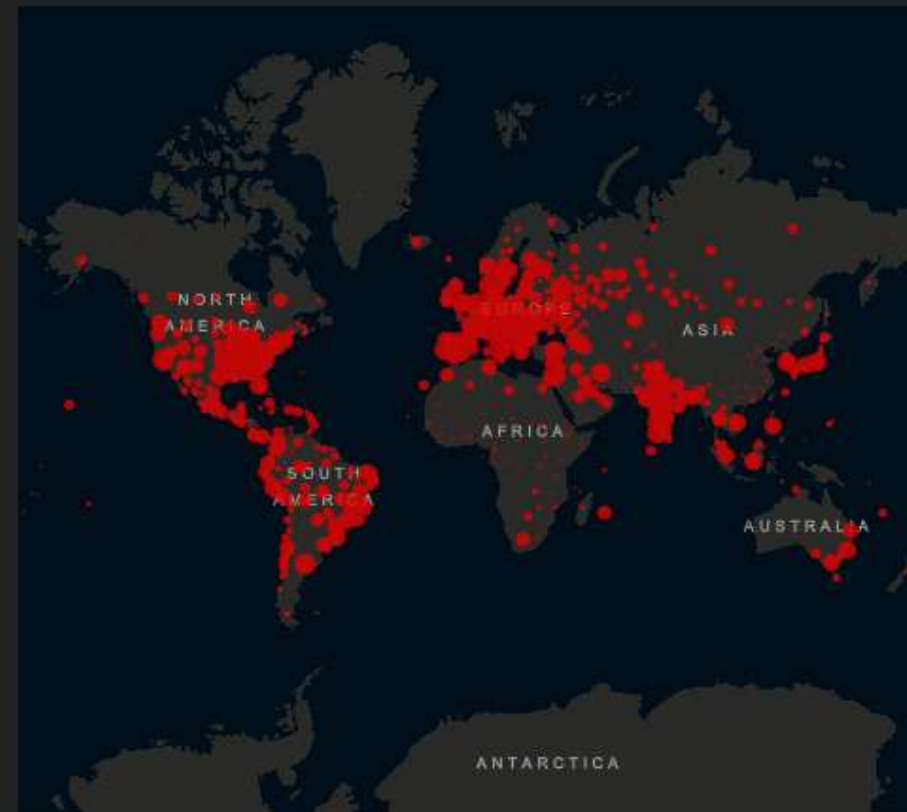 NORTH
AMERICA
EUROPE
ASIA
AFRICA
SOUTH
AMERICA
AUSTRALIA
ANTARCTICA